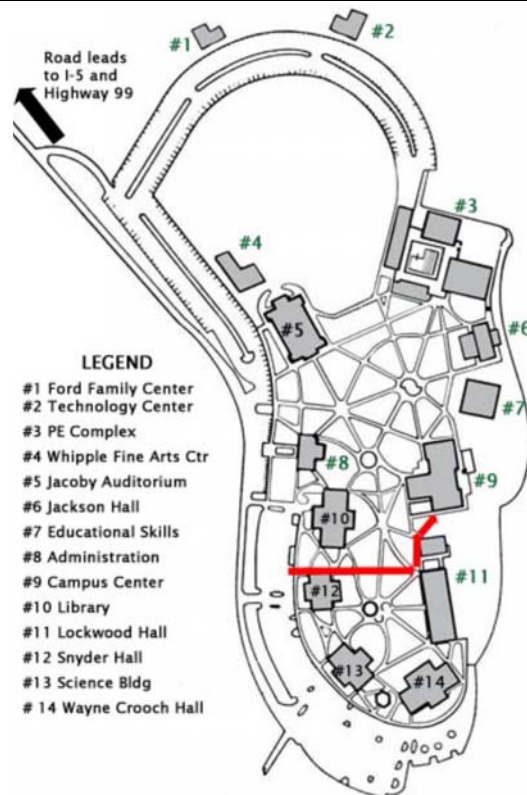 #1
#2
Road leads
to I-5 and
Highway 99
#3
#4
#5
#6
#7
#8
#9
#10
#11
#12
#13
#14
LEGEND
#1 Ford Family Center
#2 Technology Center
#3 PE Complex
#4 Whipple Fine Arts Ctr
#5 Jacoby Auditorium
#6 Jackson Hall
#7 Educational Skills
#8 Administration
#9 Campus Center
#10 Library
#11 Lockwood Hall
#12 Snyder Hall
#13 Science Bldg
# 14 Wayne Crooch Hall